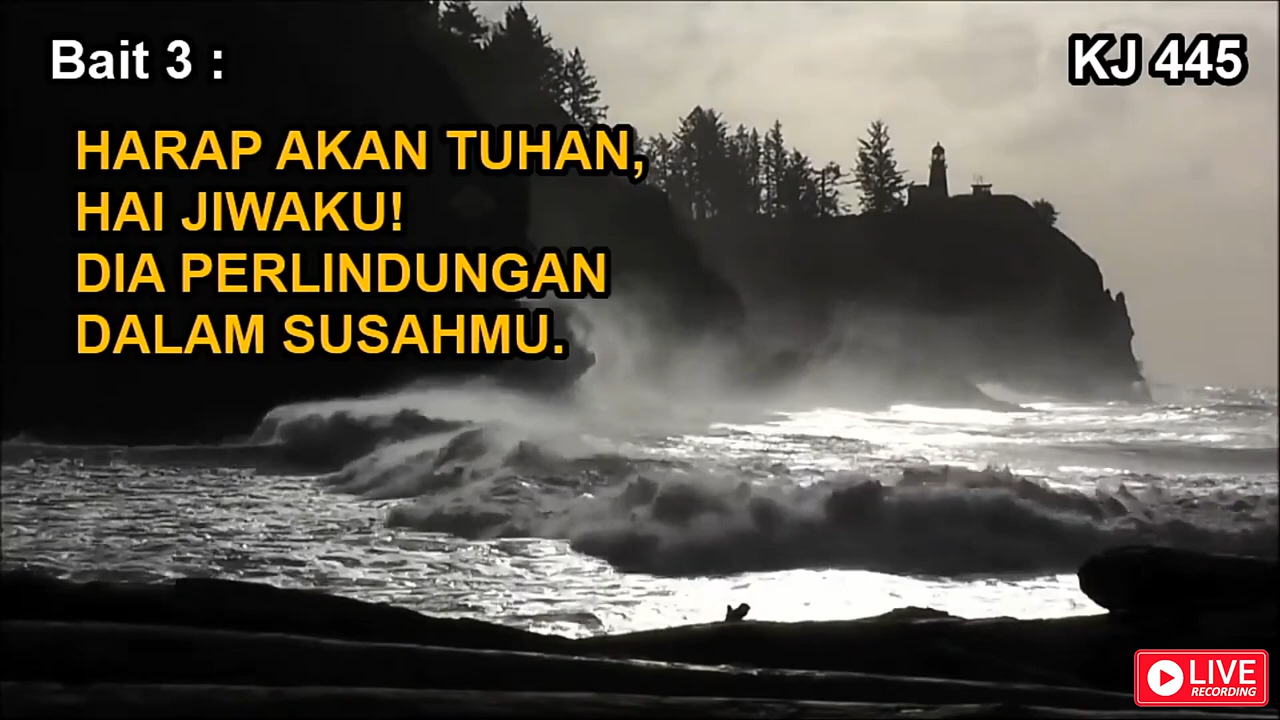 Bait 3 :
KJ 445
HARAP AKAN TUHAN,
HAI JIWAKU!
DIA PERLINDUNGAN
DALAM SUSAHMU.
LIVE
RECORDING